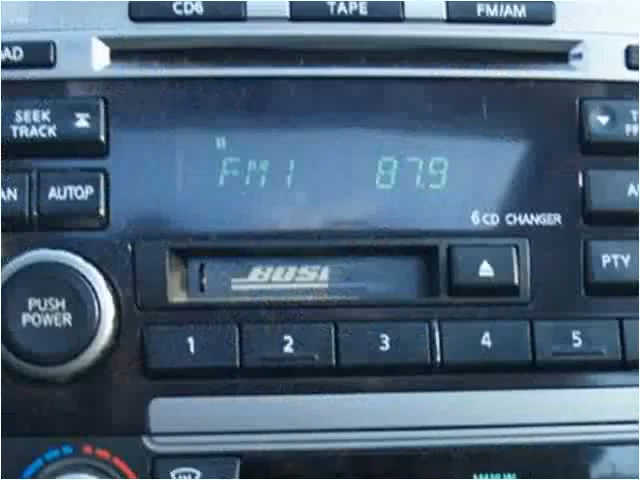 CD6 TAPE FM/AM
SEEK
TRACK
FM1 87.9
AUTO.P
6 CD CHANGER
PTY
BOSE
PUSH
POWER
1 2 3 4 5